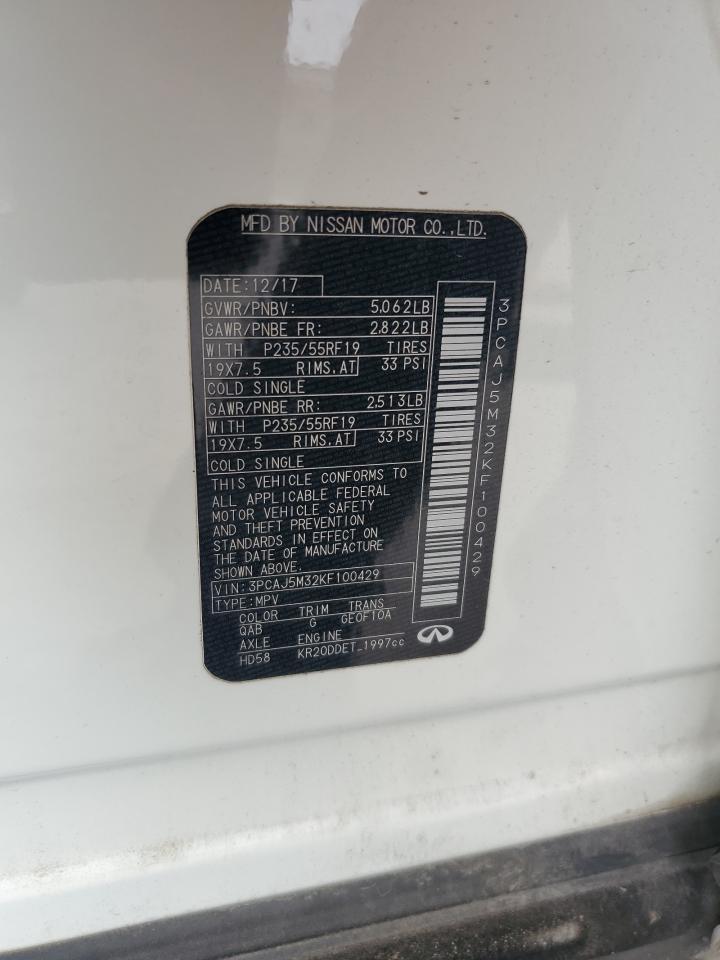 MFD BY NISSAN MOTOR CO.,LTD.
DATE:12/17
GVWR/PNBV: 5,062LB
GAWR/PNBE FR: 2,822LB
WITH P235/55RF19 TIRES
19X7.5 RIMS.AT 33 PSI
COLD SINGLE
GAWR/PNBE RR: 2,513LB
WITH P235/55RF19 TIRES
19X7.5 RIMS.AT 33 PSI
COLD SINGLE
THIS VEHICLE CONFORMS TO
ALL APPLICABLE FEDERAL
MOTOR VEHICLE SAFETY
AND THEFT PREVENTION
STANDARDS IN EFFECT ON
THE DATE OF MANUFACTURE
SHOWN ABOVE.
VIN:3PCAJ5M32KF100429
TYPE:MPV
COLOR TRIM TRANS
QAB G GE0F10A
AXLE ENGINE
HD58 KR20DDET_1997cc
3PCAJ5M32KF100429